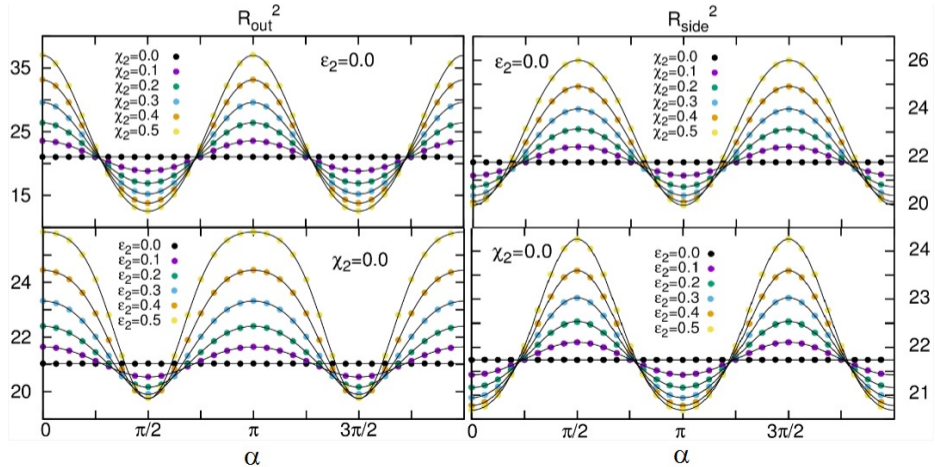 R_out² R_side²
35
25
15
χ₂=0.0
χ₂=0.1
χ₂=0.2
χ₂=0.3
χ₂=0.4
χ₂=0.5
ε₂=0.0
ε₂=0.0
χ₂=0.0
χ₂=0.1
χ₂=0.2
χ₂=0.3
χ₂=0.4
χ₂=0.5
26
24
22
20
24
22
20
ε₂=0.0
ε₂=0.1
ε₂=0.2
ε₂=0.3
ε₂=0.4
ε₂=0.5
χ₂=0.0
χ₂=0.0
ε₂=0.0
ε₂=0.1
ε₂=0.2
ε₂=0.3
ε₂=0.4
ε₂=0.5
24
23
22
21
0 π/2 π 3π/2 0 π/2 π 3π/2
α α